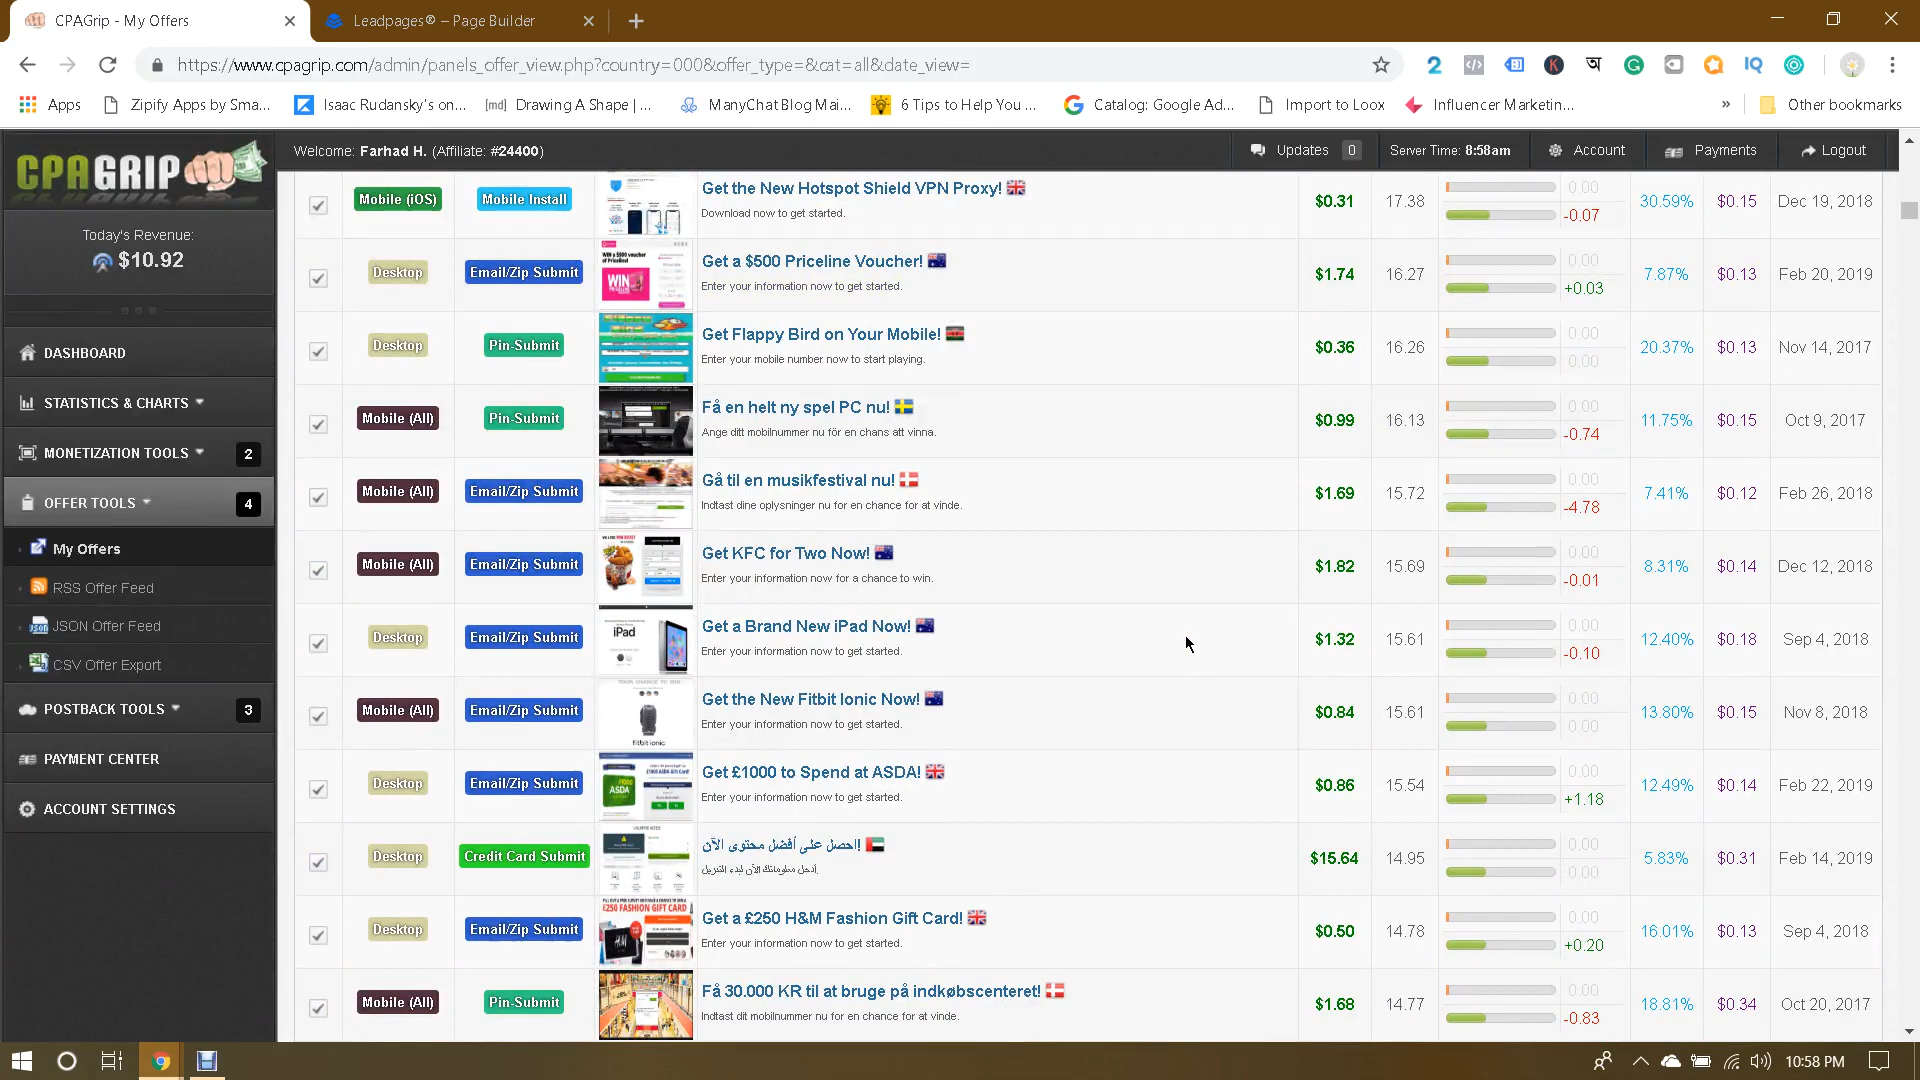 CPAGrip - My Offers
Leadpages® – Page Builder
https://www.cpagrip.com/admin/panels_offer_view.php?country=000&offer_type=&cat=all&date_view=
Apps
Zipify Apps by Sma...
Isaac Rudansky's on...
[md] Drawing A Shape | ...
ManyChat Blog Mai...
6 Tips to Help You ...
Catalog: Google Ad...
Import to Loox
Influencer Marketin...
»
Other bookmarks
CPAGRIP
Welcome: Farhad H. (Affiliate: #24400)
Updates 0
Server Time: 8:58am
Account
Payments
Logout
Today's Revenue:
$10.92
DASHBOARD
STATISTICS & CHARTS
MONETIZATION TOOLS 2
OFFER TOOLS 4
My Offers
RSS Offer Feed
JSON Offer Feed
CSV Offer Export
POSTBACK TOOLS 3
PAYMENT CENTER
ACCOUNT SETTINGS
Mobile (iOS) Mobile Install Get the New Hotspot Shield VPN Proxy! $0.31 17.38 0.00 30.59% $0.15 Dec 19, 2018
Download now to get started. -0.07
Desktop Email/Zip Submit Get a $500 Priceline Voucher! $1.74 16.27 0.00 7.87% $0.13 Feb 20, 2019
Enter your information now to get started. +0.03
Desktop Pin-Submit Get Flappy Bird on Your Mobile! $0.36 16.26 0.00 20.37% $0.13 Nov 14, 2017
Enter your mobile number now to start playing. 0.00
Mobile (All) Pin-Submit Få en helt ny spel PC nu! $0.99 16.13 0.00 11.75% $0.15 Oct 9, 2017
Ange ditt mobilnummer nu för en chans att vinna. -0.74
Mobile (All) Email/Zip Submit Gå til en musikfestival nu! $1.69 15.72 0.00 7.41% $0.12 Feb 26, 2018
Indtast dine oplysninger nu for en chance for at vinde. -4.78
Mobile (All) Email/Zip Submit Get KFC for Two Now! $1.82 15.69 0.00 8.31% $0.14 Dec 12, 2018
Enter your information now for a chance to win. -0.01
Desktop Email/Zip Submit iPad Get a Brand New iPad Now! $1.32 15.61 0.00 12.40% $0.18 Sep 4, 2018
Enter your information now to get started. -0.10
Mobile (All) Email/Zip Submit fitbit ionic Get the New Fitbit Ionic Now! $0.84 15.61 0.00 13.80% $0.15 Nov 8, 2018
Enter your information now to get started. 0.00
Desktop Email/Zip Submit ASDA Get £1000 to Spend at ASDA! $0.86 15.54 0.00 12.49% $0.14 Feb 22, 2019
Enter your information now to get started. +1.18
Desktop Credit Card Submit احصل على أفضل محتوى الآن! $15.64 14.95 0.00 5.83% $0.31 Feb 14, 2019
أدخل معلوماتك الآن لبدء التنزيل. 0.00
Desktop Email/Zip Submit £250 FASHION GIFT CARD! Get a £250 H&M Fashion Gift Card! $0.50 14.78 0.00 16.01% $0.13 Sep 4, 2018
Enter your information now to get started. +0.20
Mobile (All) Pin-Submit Få 30.000 KR til at bruge på indkøbscenteret! $1.68 14.77 0.00 18.81% $0.34 Oct 20, 2017
Indtast dit mobilnummer nu for en chance for at vinde. -0.83
10:58 PM